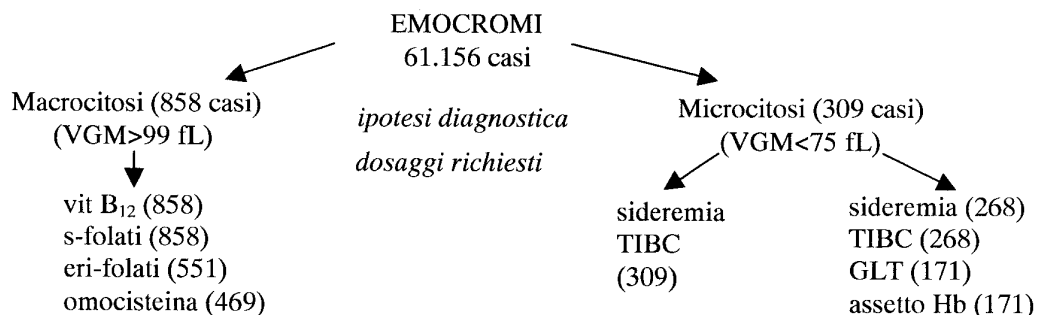 EMOCROMI
61.156 casi
Macrocitosi (858 casi)
(VGM>99 fL)
ipotesi diagnostica
dosaggi richiesti
Microcitosi (309 casi)
(VGM<75 fL)
vit B₁₂ (858)
s-folati (858)
eri-folati (551)
omocisteina (469)
sideremia
TIBC
(309)
sideremia (268)
TIBC (268)
GLT (171)
assetto Hb (171)